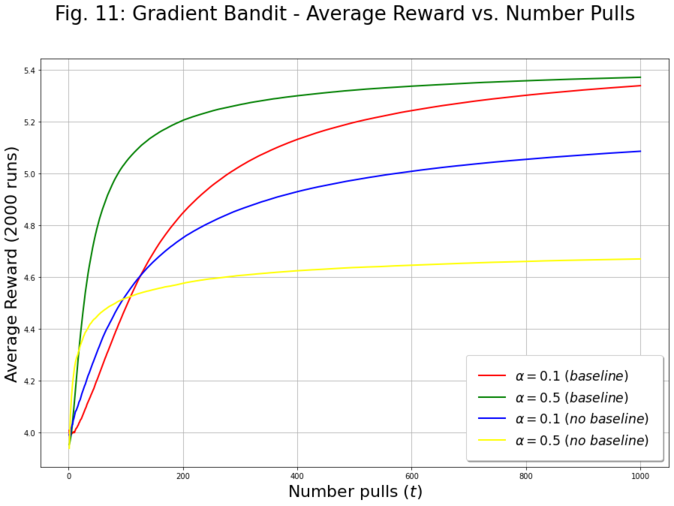 Fig. 11: Gradient Bandit - Average Reward vs. Number Pulls
Average Reward (2000 runs)
5.4
5.2
5.0
4.8
4.6
4.4
4.2
4.0
0 200 400 600 800 1000
Number pulls (t)
α = 0.1 (baseline)
α = 0.5 (baseline)
α = 0.1 (no baseline)
α = 0.5 (no baseline)